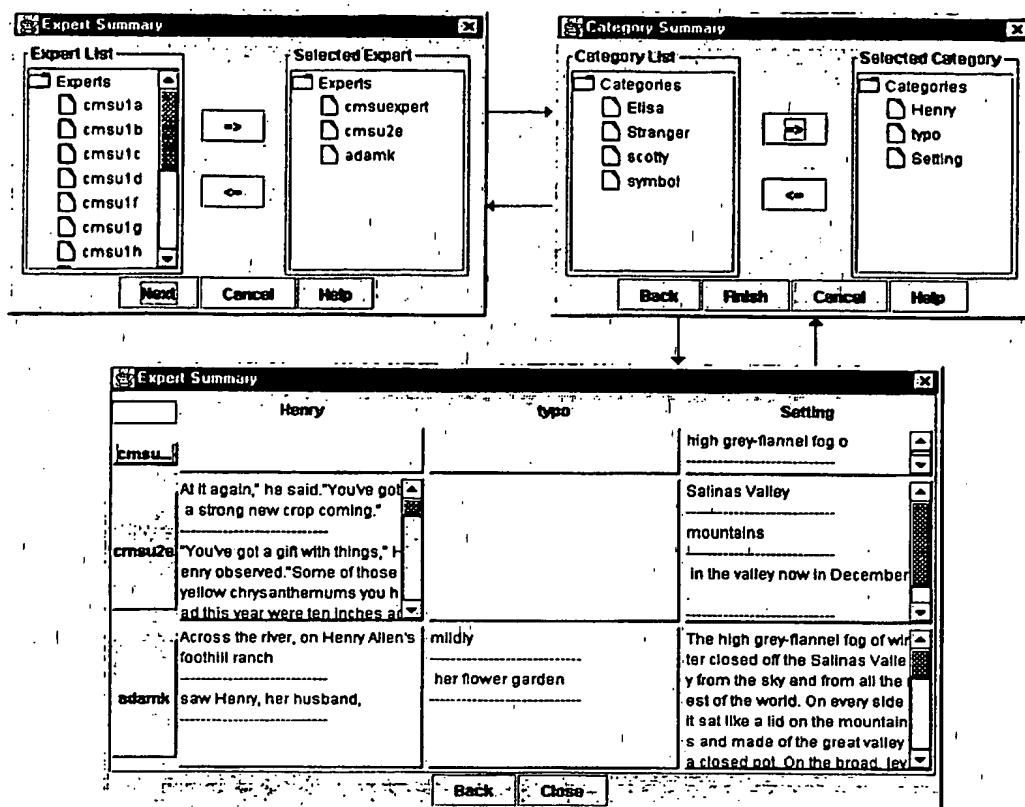 Expert Summary
Expert List
Experts
cmsu1a
cmsu1b
cmsu1c
cmsu1d
cmsu1f
cmsu1g
cmsu1h
=>
<=
Selected Expert
Experts
cmsuexpert
cmsu2e
adamk
Next Cancel Help
Category Summary
Category List
Categories
Elisa
Stranger
scotty
symbol
=>
<=
Selected Category
Categories
Henry
typo
Setting
Back Finish Cancel Help
Expert Summary
Henry typo Setting
cmsu...
high grey-flannel fog o
cmsu2e
At it again," he said."You've got
a strong new crop coming."
"You've got a gift with things," H
enry observed."Some of those
yellow chrysanthemums you h
ad this year were ten inches ac
Salinas Valley
mountains
in the valley now in December
adamk
Across the river, on Henry Allen's
foothill ranch
saw Henry, her husband,
mildly
her flower garden
The high grey-flannel fog of win
ter closed off the Salinas Valle
y from the sky and from all the r
est of the world. On every side
it sat like a lid on the mountain
s and made of the great valley
a closed pot. On the broad, lev
Back Close